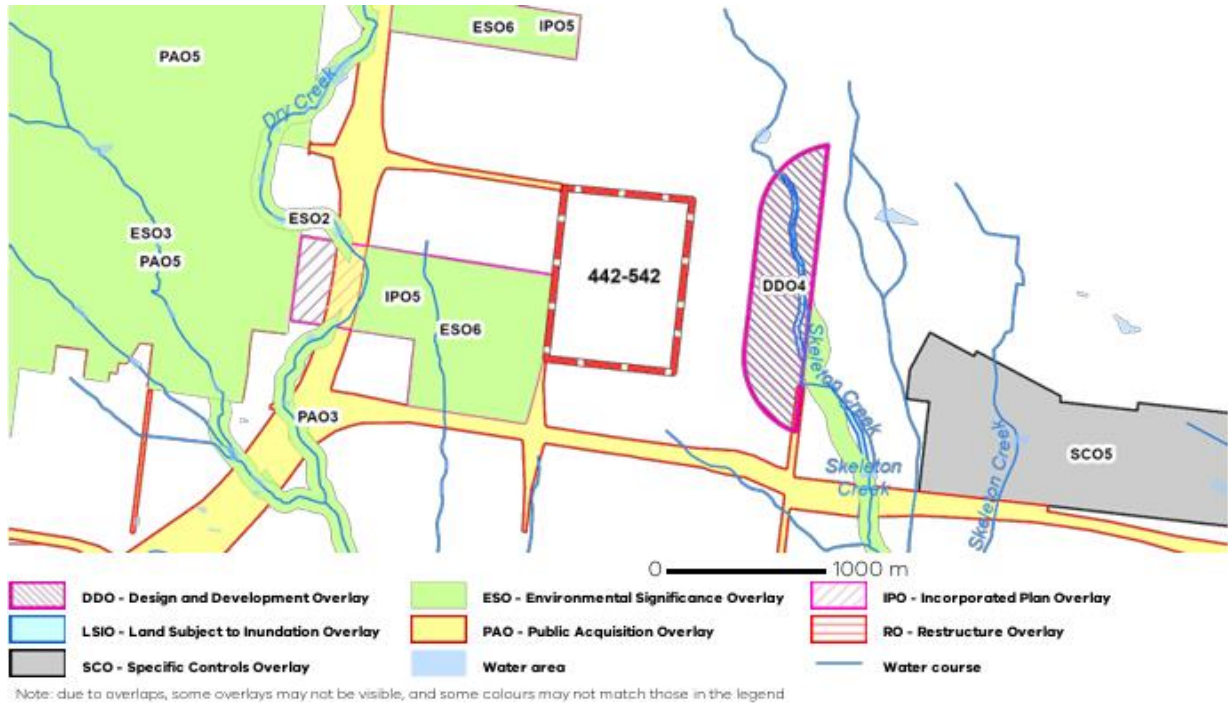 ESO6 IPO5
PAO5
Dry Creek
ESO2
ESO3
PAO5
442-542
DDO4
IPO5
ESO6
Skeleton Creek
PAO3
Skeleton
Creek
Skeleton Creek
SCO5
0 1000 m
DDO - Design and Development Overlay
ESO - Environmental Significance Overlay
IPO - Incorporated Plan Overlay
LSIO - Land Subject to Inundation Overlay
PAO - Public Acquisition Overlay
RO - Restructure Overlay
SCO - Specific Controls Overlay
Water area
Water course
Note: due to overlaps, some overlays may not be visible, and some colours may not match those in the legend